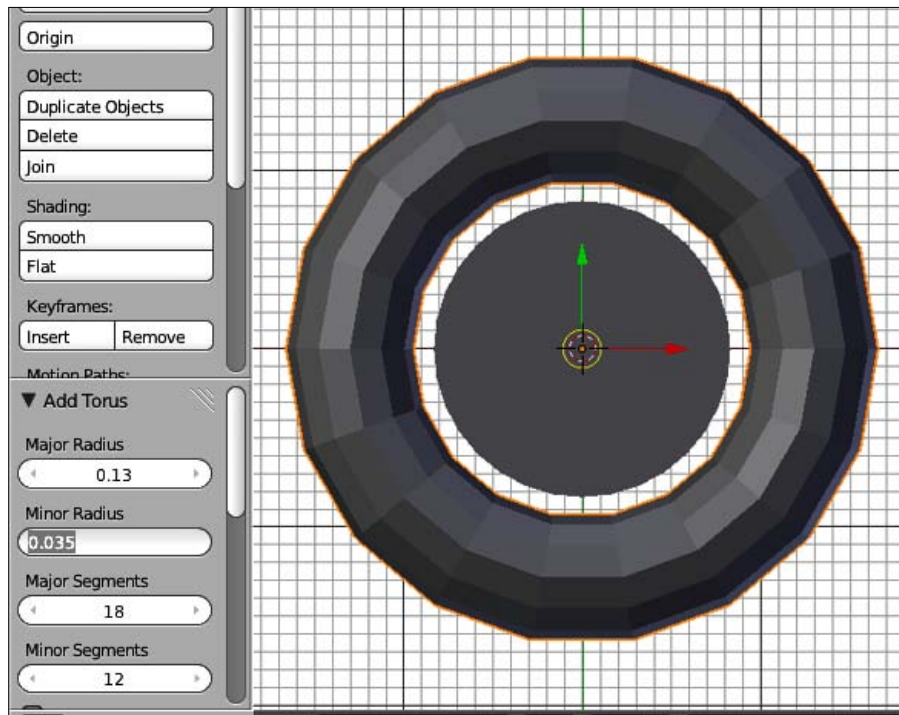 Origin
Object:
Duplicate Objects
Delete
Join
Shading:
Smooth
Flat
Keyframes:
Insert Remove
Motion Paths:
Add Torus
Major Radius
0.13
Minor Radius
0.035
Major Segments
18
Minor Segments
12